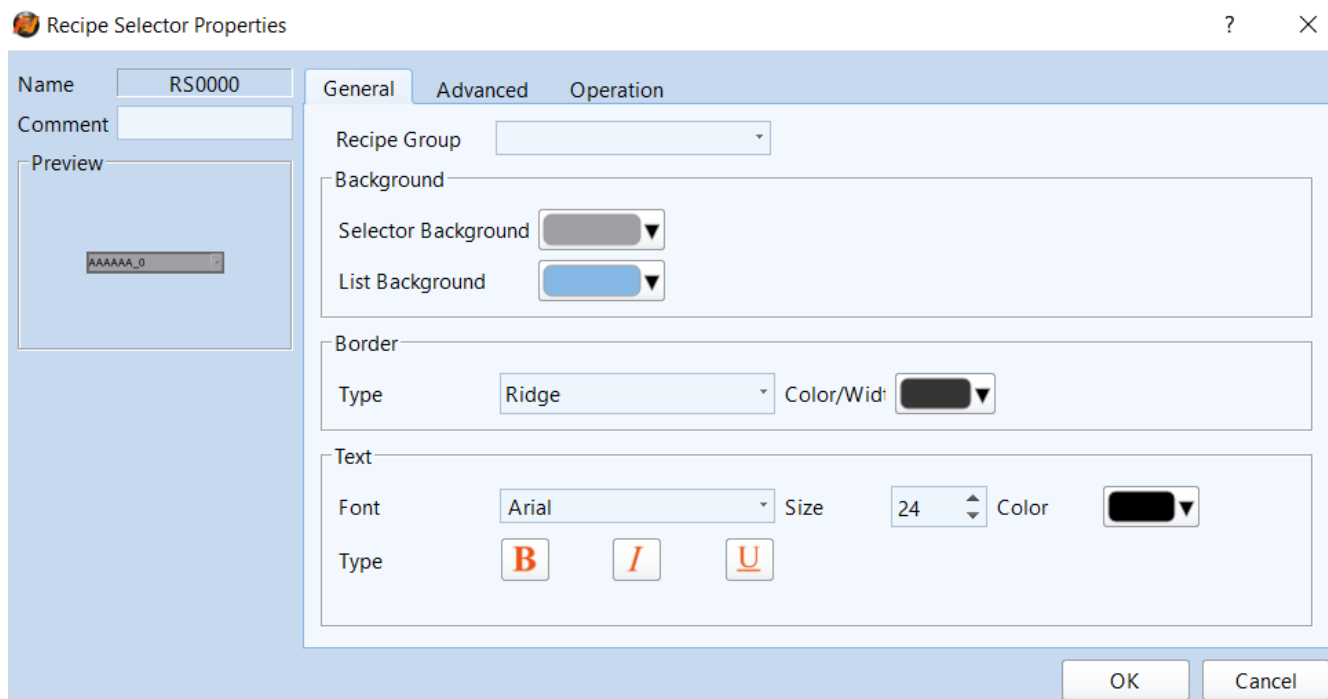 Recipe Selector Properties ?
Name RS0000
Comment
Preview
AAAAAA_0
General Advanced Operation
Recipe Group
Background
Selector Background
List Background
Border
Type Ridge Color/Widt
Text
Font Arial Size 24 Color
Type B I U
OK Cancel